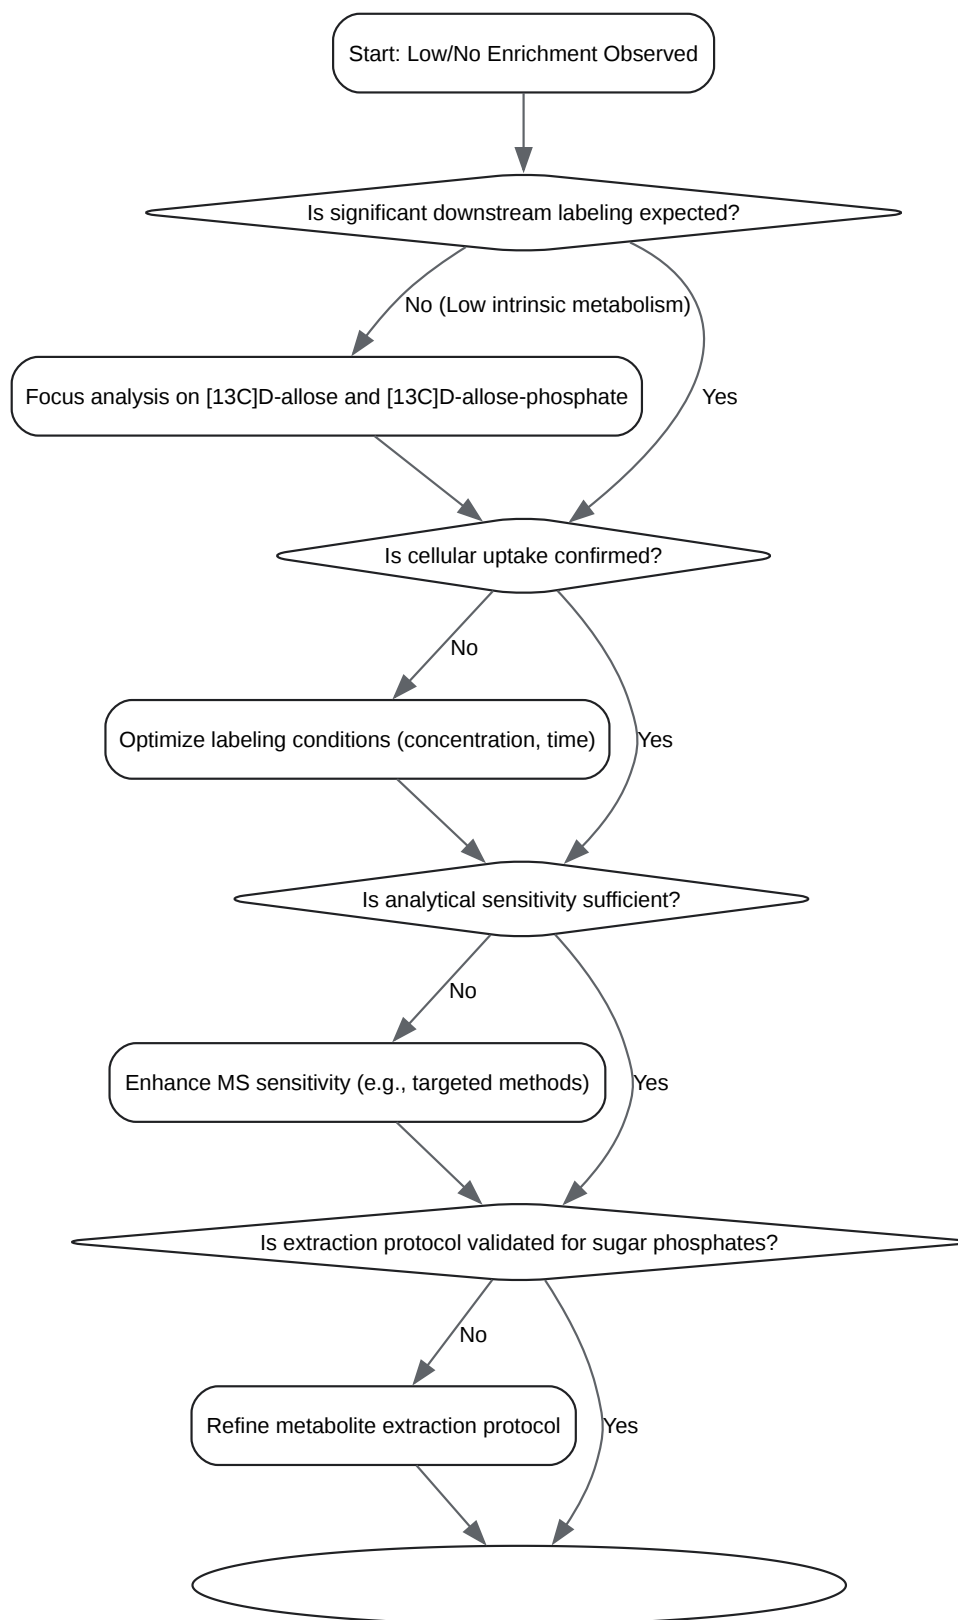 Start: Low/No Enrichment Observed
Is significant downstream labeling expected?
No (Low intrinsic metabolism)
Focus analysis on [13C]D-allose and [13C]D-allose-phosphate
Yes
Is cellular uptake confirmed?
No
Optimize labeling conditions (concentration, time)
Yes
Is analytical sensitivity sufficient?
No
Enhance MS sensitivity (e.g., targeted methods)
Yes
Is extraction protocol validated for sugar phosphates?
No
Refine metabolite extraction protocol
Yes